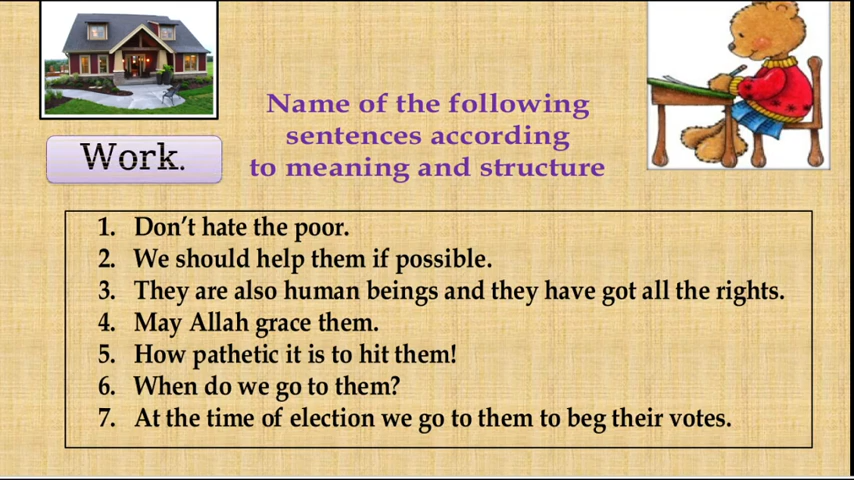 Work.
Name of the following
sentences according
to meaning and structure
1. Don’t hate the poor.
2. We should help them if possible.
3. They are also human beings and they have got all the rights.
4. May Allah grace them.
5. How pathetic it is to hit them!
6. When do we go to them?
7. At the time of election we go to them to beg their votes.